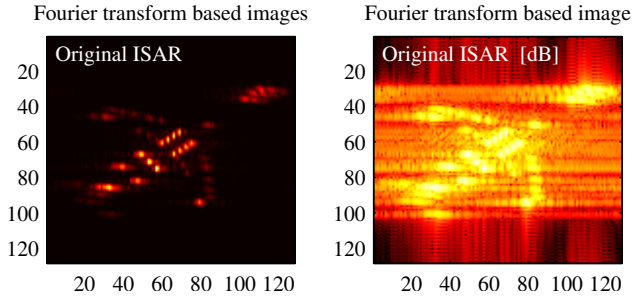 Fourier transform based images
Original ISAR
20
40
60
80
100
120
20 40 60 80 100 120
Fourier transform based image
Original ISAR [dB]
20
40
60
80
100
120
20 40 60 80 100 120